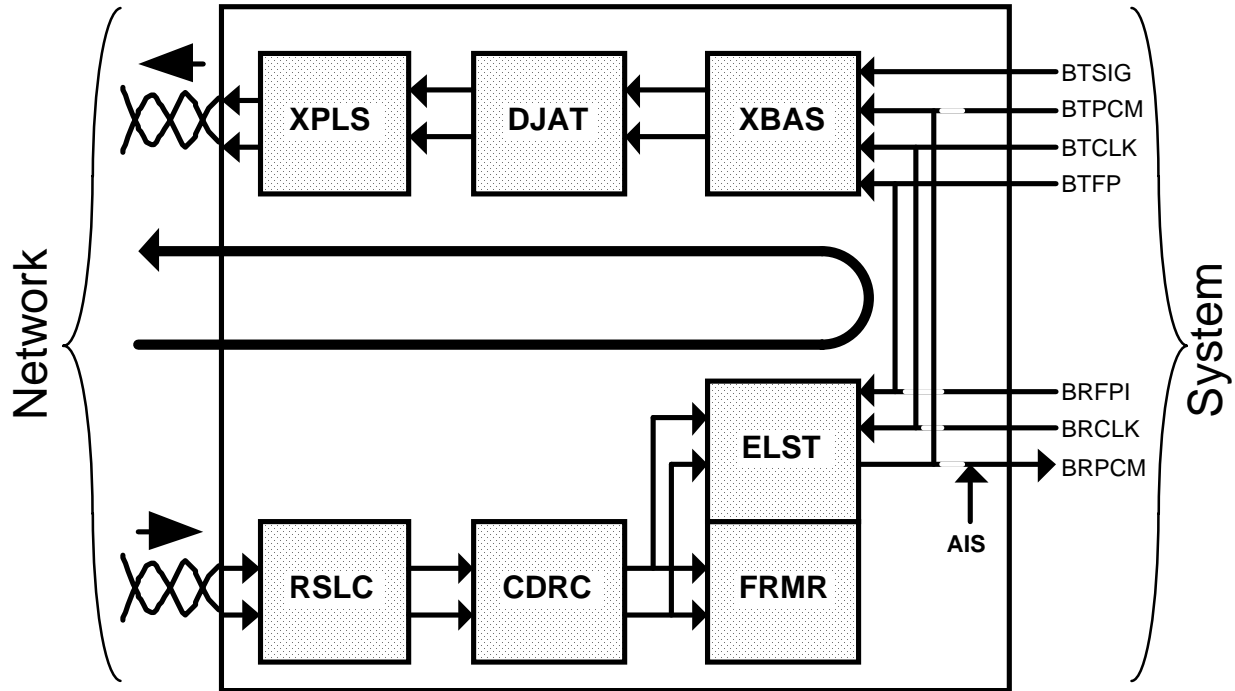 XPLS
DJAT
XBAS
BTSIG
BTPCM
BTCLK
BTFP
Network
System
ELST
BRFPI
BRCLK
BRPCM
AIS
RSLC
CDRC
FRMR